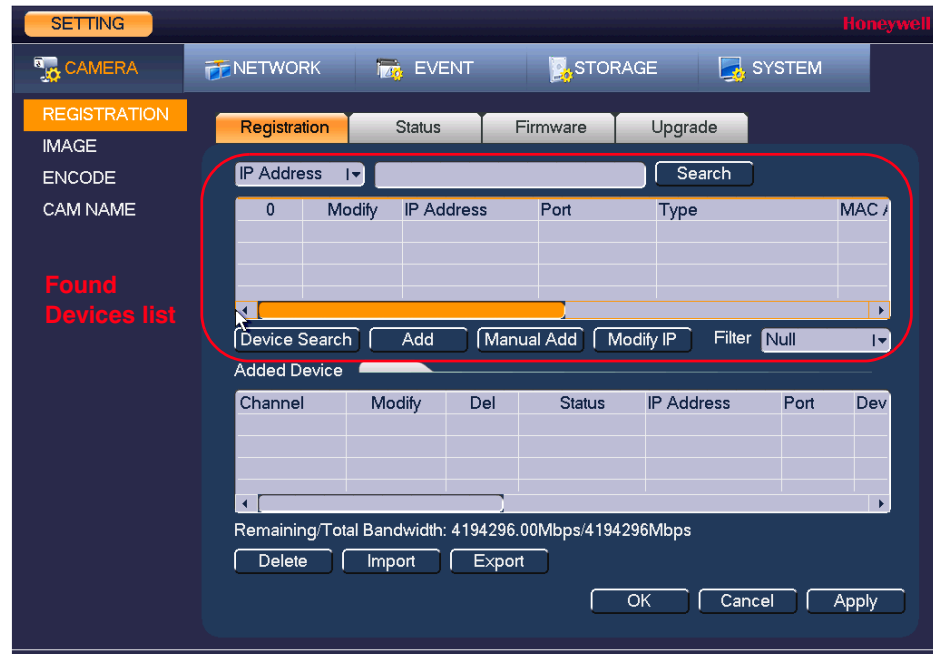 SETTING
Honeywell
CAMERA NETWORK EVENT STORAGE SYSTEM
REGISTRATION
IMAGE
ENCODE
CAM NAME
Found
Devices list
Registration Status Firmware Upgrade
IP Address Search
0 Modify IP Address Port Type MAC A
Device Search Add Manual Add Modify IP Filter Null
Added Device
Channel Modify Del Status IP Address Port Dev
Remaining/Total Bandwidth: 4194296.00Mbps/4194296Mbps
Delete Import Export
OK Cancel Apply